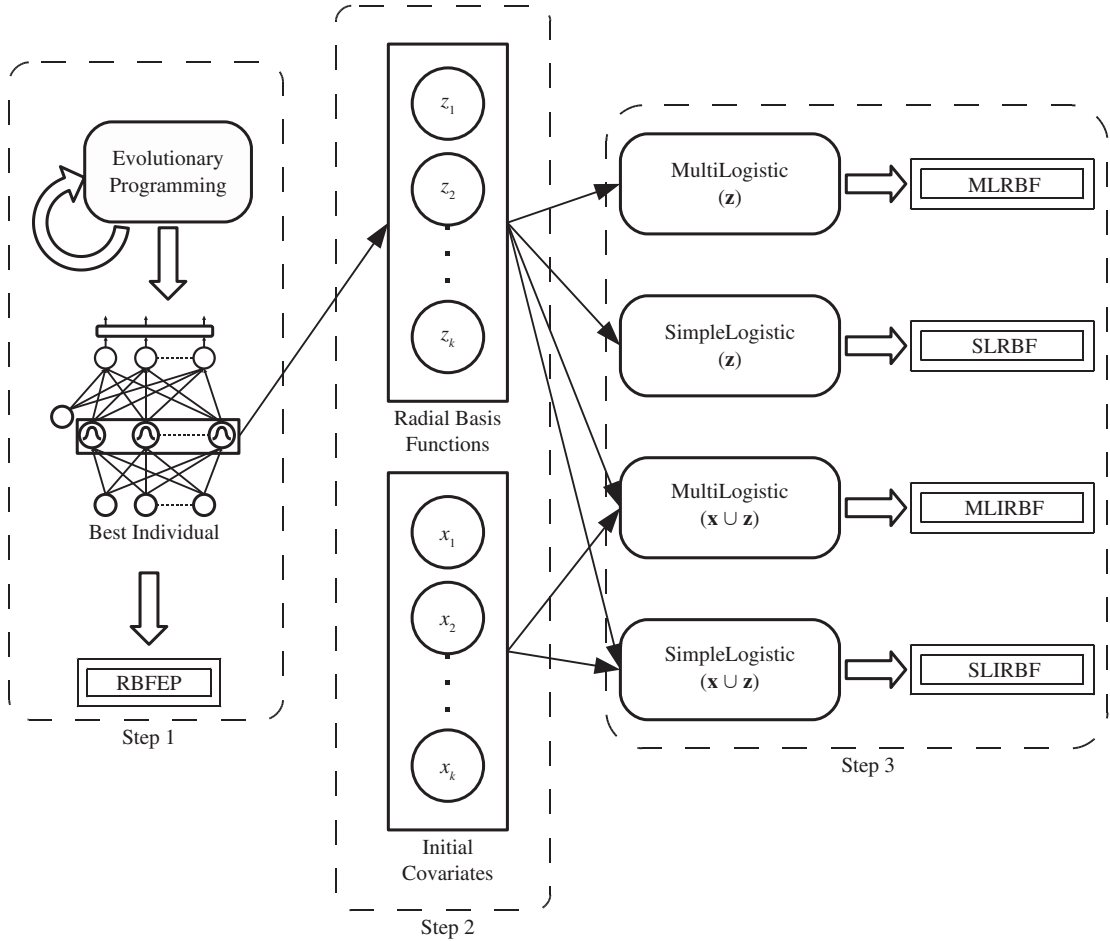 Evolutionary
Programming
Best Individual
RBFEP
Step 1
z1
z2
zk
Radial Basis
Functions
x1
x2
xk
Initial
Covariates
Step 2
MultiLogistic
(z)
MLRBF
SimpleLogistic
(z)
SLRBF
MultiLogistic
(x ∪ z)
MLIRBF
SimpleLogistic
(x ∪ z)
SLIRBF
Step 3